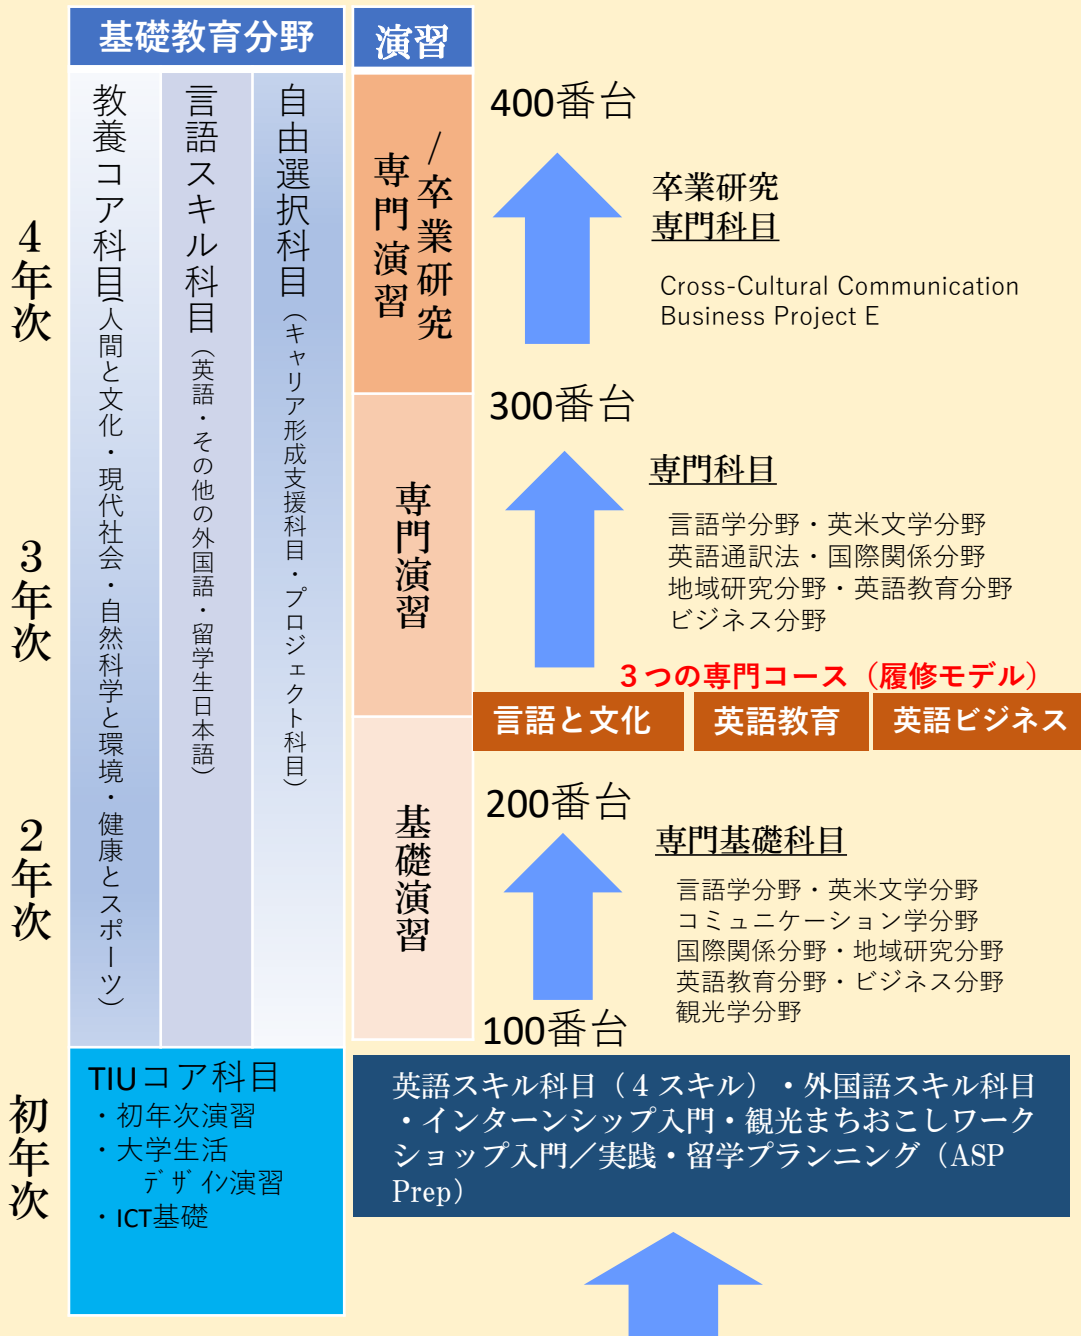 基礎教育分野
演習
教養コア科目（人間と文化・現代社会・自然科学と環境・健康とスポーツ）
言語スキル科目（英語・その他の外国語・留学生日本語）
自由選択科目（キャリア形成支援科目・プロジェクト科目）
4年次
3年次
2年次
初年次
専門演習
/卒業研究
専門演習
基礎演習
400番台
卒業研究
専門科目
Cross-Cultural Communication
Business Project E
300番台
専門科目
言語学分野・英米文学分野
英語通訳法・国際関係分野
地域研究分野・英語教育分野
ビジネス分野
３つの専門コース（履修モデル）
言語と文化
英語教育
英語ビジネス
200番台
専門基礎科目
言語学分野・英米文学分野
コミュニケーション学分野
国際関係分野・地域研究分野
英語教育分野・ビジネス分野
観光学分野
100番台
TIUコア科目
・初年次演習
・大学生活
ﾃﾞｻﾞｲﾝ演習
・ICT基礎
英語スキル科目（４スキル）・外国語スキル科目
・インターンシップ入門・観光まちおこしワーク
ショップ入門／実践・留学プランニング（ASP
Prep）